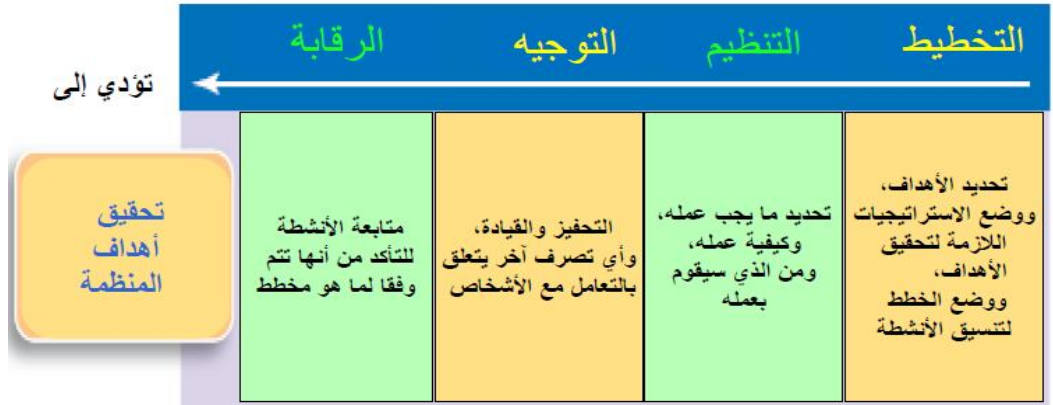 التخطيط
التنظيم
التوجيه
الرقابة
تحديد الأهداف،
ووضع الاستراتيجيات
اللازمة لتحقيق
الأهداف،
ووضع الخطط
لتنسيق الأنشطة
تحديد ما يجب عمله،
وكيفية عمله،
ومن الذي سيقوم
بعمله
التحفيز والقيادة،
وأي تصرف آخر يتعلق
بالتعامل مع الأشخاص
متابعة الأنشطة
للتأكد من أنها تتم
وفقا لما هو مخطط
تؤدي إلى
تحقيق
أهداف
المنظمة